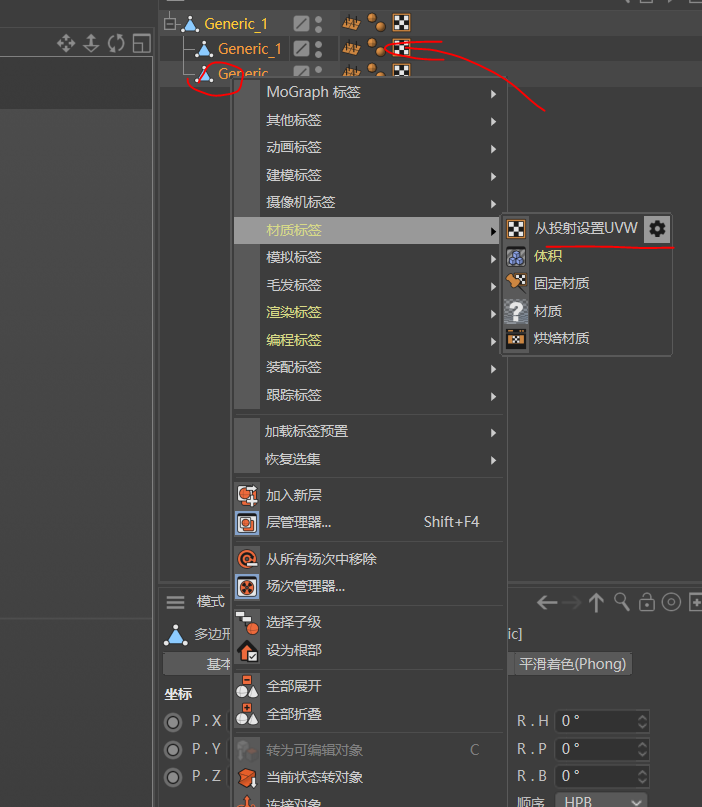 Generic_1
Generic_1
Generic
MoGraph 标签
其他标签
动画标签
建模标签
摄像机标签
材质标签
从投射设置UVW
模拟标签
体积
毛发标签
固定材质
渲染标签
材质
编程标签
烘焙材质
装配标签
跟踪标签
加载标签预置
恢复选集
加入新层
层管理器... Shift+F4
从所有场次中移除
场次管理器...
模式
选择子级
多边形 ic]
设为根部
基本 平滑着色(Phong)
全部展开
坐标
全部折叠
P . X R . H 0 °
P . Y 转为可编辑对象 C R . P 0 °
P . Z 当前状态转对象 R . B 0 °
连接对象 顺序 HPB